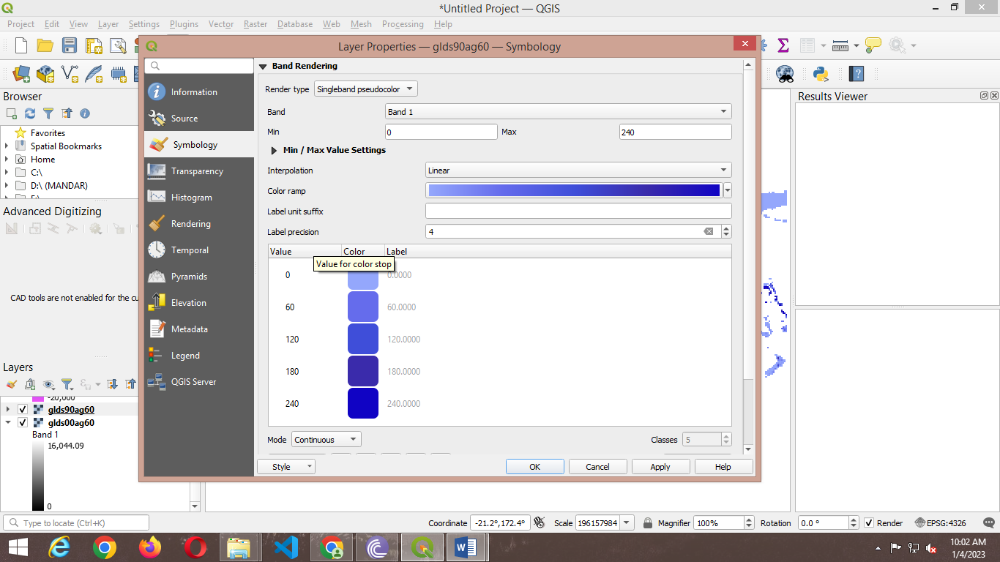 *Untitled Project — QGIS
Project Edit View Layer Settings Plugins Vector Raster Database Web Mesh Processing Help
Layer Properties — glds90ag60 — Symbology
Browser
Favorites
Spatial Bookmarks
Home
C:\
D:\ (MANDAR)
Advanced Digitizing
CAD tools are not enabled for the cu
Layers
-20,000
glds90ag60
glds00ag60
Band 1
16,044.09
0
Information
Source
Symbology
Transparency
Histogram
Rendering
Temporal
Pyramids
Elevation
Metadata
Legend
QGIS Server
Band Rendering
Render type Singleband pseudocolor
Band Band 1
Min 0 Max 240
Min / Max Value Settings
Interpolation Linear
Color ramp
Label unit suffix
Label precision 4
Value Color Label
Value for color stop
0 0.0000
60 60.0000
120 120.0000
180 180.0000
240 240.0000
Mode Continuous Classes 5
Style OK Cancel Apply Help
Results Viewer
Type to locate (Ctrl+K) Coordinate -21.2°,172.4° Scale 196157984 Magnifier 100% Rotation 0.0 ° Render EPSG:4326
10:02 AM
1/4/2023